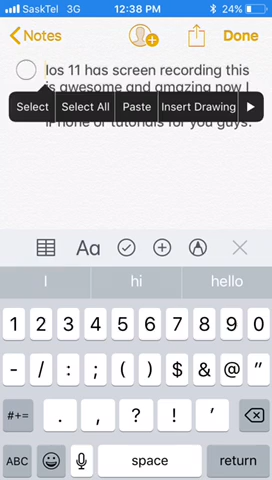 SaskTel 3G 12:38 PM 24%
Notes Done
Ios 11 has screen recording this
is awesome and amazing now I
Select Select All Paste Insert Drawing
iPhone or tutorials for you guys.
Aa
I hi hello
1 2 3 4 5 6 7 8 9 0
- / : ; ( ) $ & @ "
#+= . , ? ! '
ABC space return